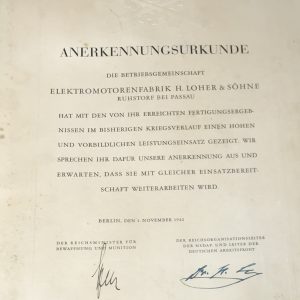 ANERKENNUNGSURKUNDE
DIE BETRIEBSGEMEINSCHAFT
ELEKTROMOTORENFABRIK H. LOHER & SÖHNE
RUHSTORF BEI PASSAU
HAT MIT DEN VON IHR ERREICHTEN FERTIGUNGSERGEB-
NISSEN IM BISHERIGEN KRIEGSVERLAUF EINEN HOHEN
UND VORBILDLICHEN LEISTUNGSEINSATZ GEZEIGT. WIR
SPRECHEN IHR DAFÜR UNSERE ANERKENNUNG AUS UND
ERWARTEN, DASS SIE MIT GLEICHER EINSATZBEREIT-
SCHAFT WEITERARBEITEN WIRD.
BERLIN, DEN 1. NOVEMBER
DER REICHSMINISTER FÜR
BEWAFFNUNG UND MUNITION
DER REICHSORGANISATIONSLEITER
DER NSDAP. UND LEITER DER
DEUTSCHEN ARBEITSFRONT